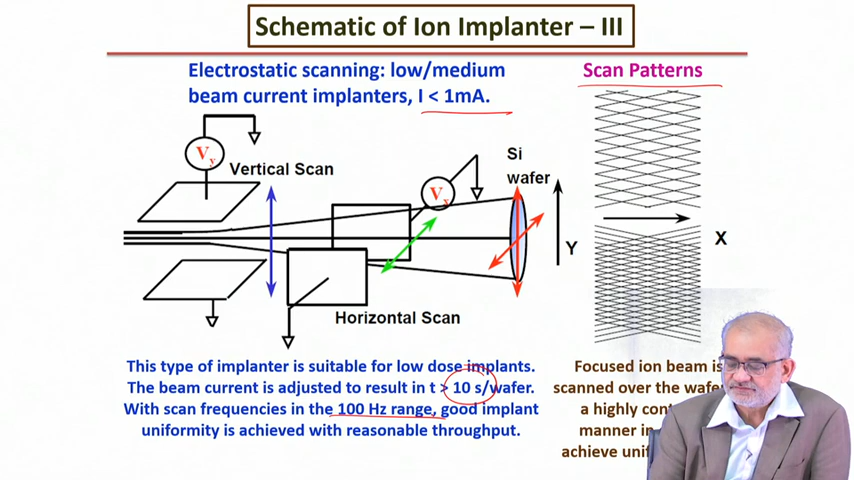 Schematic of Ion Implanter – III
Electrostatic scanning: low/medium
beam current implanters, I < 1mA.
Scan Patterns
Vy
Vertical Scan
Vx
Si
wafer
Y
X
Horizontal Scan
This type of implanter is suitable for low dose implants.
The beam current is adjusted to result in t > 10 s/wafer.
With scan frequencies in the 100 Hz range, good implant
uniformity is achieved with reasonable throughput.
Focused ion beam is
scanned over the wafer
a highly
manner in
achieve